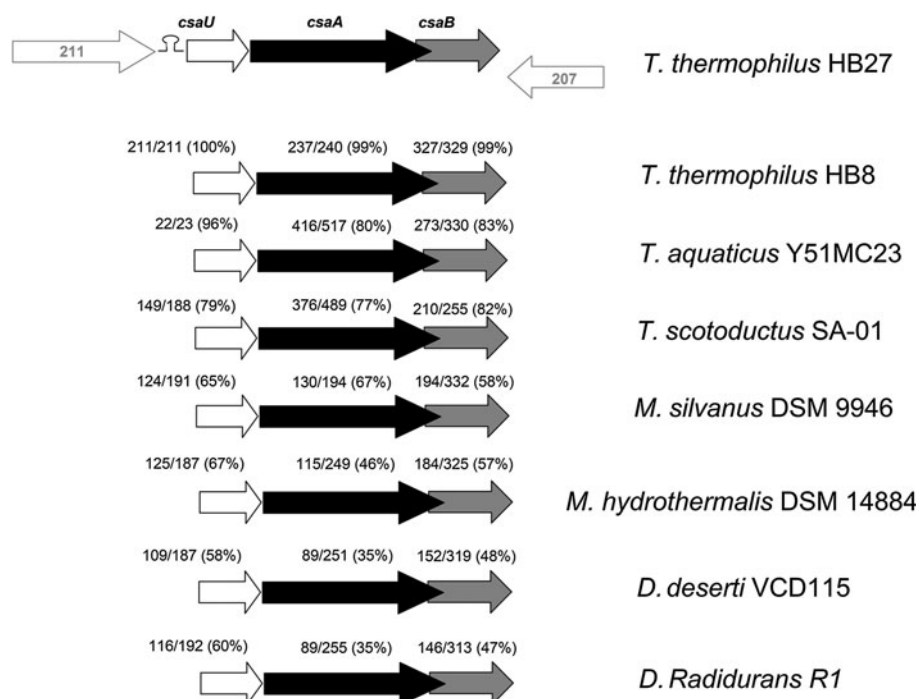 csaU csaA csaB
211
207
T. thermophilus HB27
211/211 (100%) 237/240 (99%) 327/329 (99%)
T. thermophilus HB8
22/23 (96%) 416/517 (80%) 273/330 (83%)
T. aquaticus Y51MC23
149/188 (79%) 376/489 (77%) 210/255 (82%)
T. scotoductus SA-01
124/191 (65%) 130/194 (67%) 194/332 (58%)
M. silvanus DSM 9946
125/187 (67%) 115/249 (46%) 184/325 (57%)
M. hydrothermalis DSM 14884
109/187 (58%) 89/251 (35%) 152/319 (48%)
D. deserti VCD115
116/192 (60%) 89/255 (35%) 146/313 (47%)
D. Radidurans R1